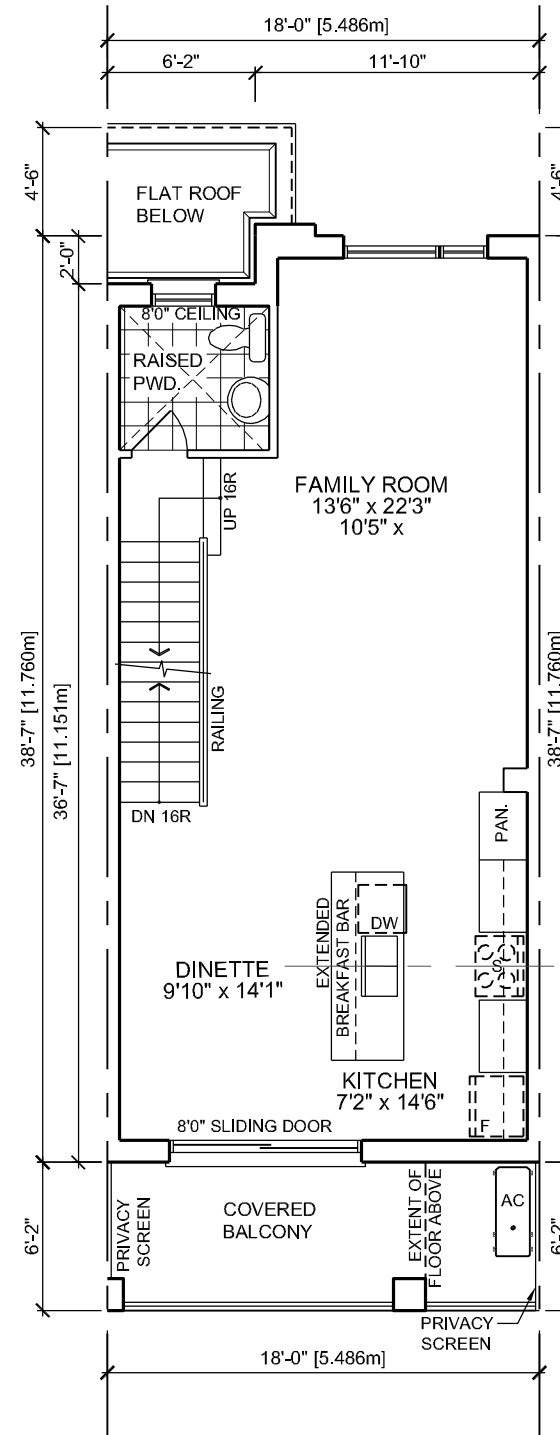 18'-0" [5.486m]
6'-2"
11'-10"
4'-6"
4'-6"
FLAT ROOF
BELOW
2'-0"
8'0" CEILING
RAISED
PWD.
UP 16R
FAMILY ROOM
13'6" x 22'3"
10'5" x
38'-7" [11.760m]
36'-7" [11.151m]
38'-7" [11.760m]
RAILING
DN 16R
PAN.
EXTENDED
BREAKFAST BAR
DW
S
DINETTE
9'10" x 14'1"
KITCHEN
7'2" x 14'6"
F
8'0" SLIDING DOOR
6'-2"
PRIVACY
SCREEN
COVERED
BALCONY
EXTENT OF
FLOOR ABOVE
AC
6'-2"
PRIVACY
SCREEN
18'-0" [5.486m]